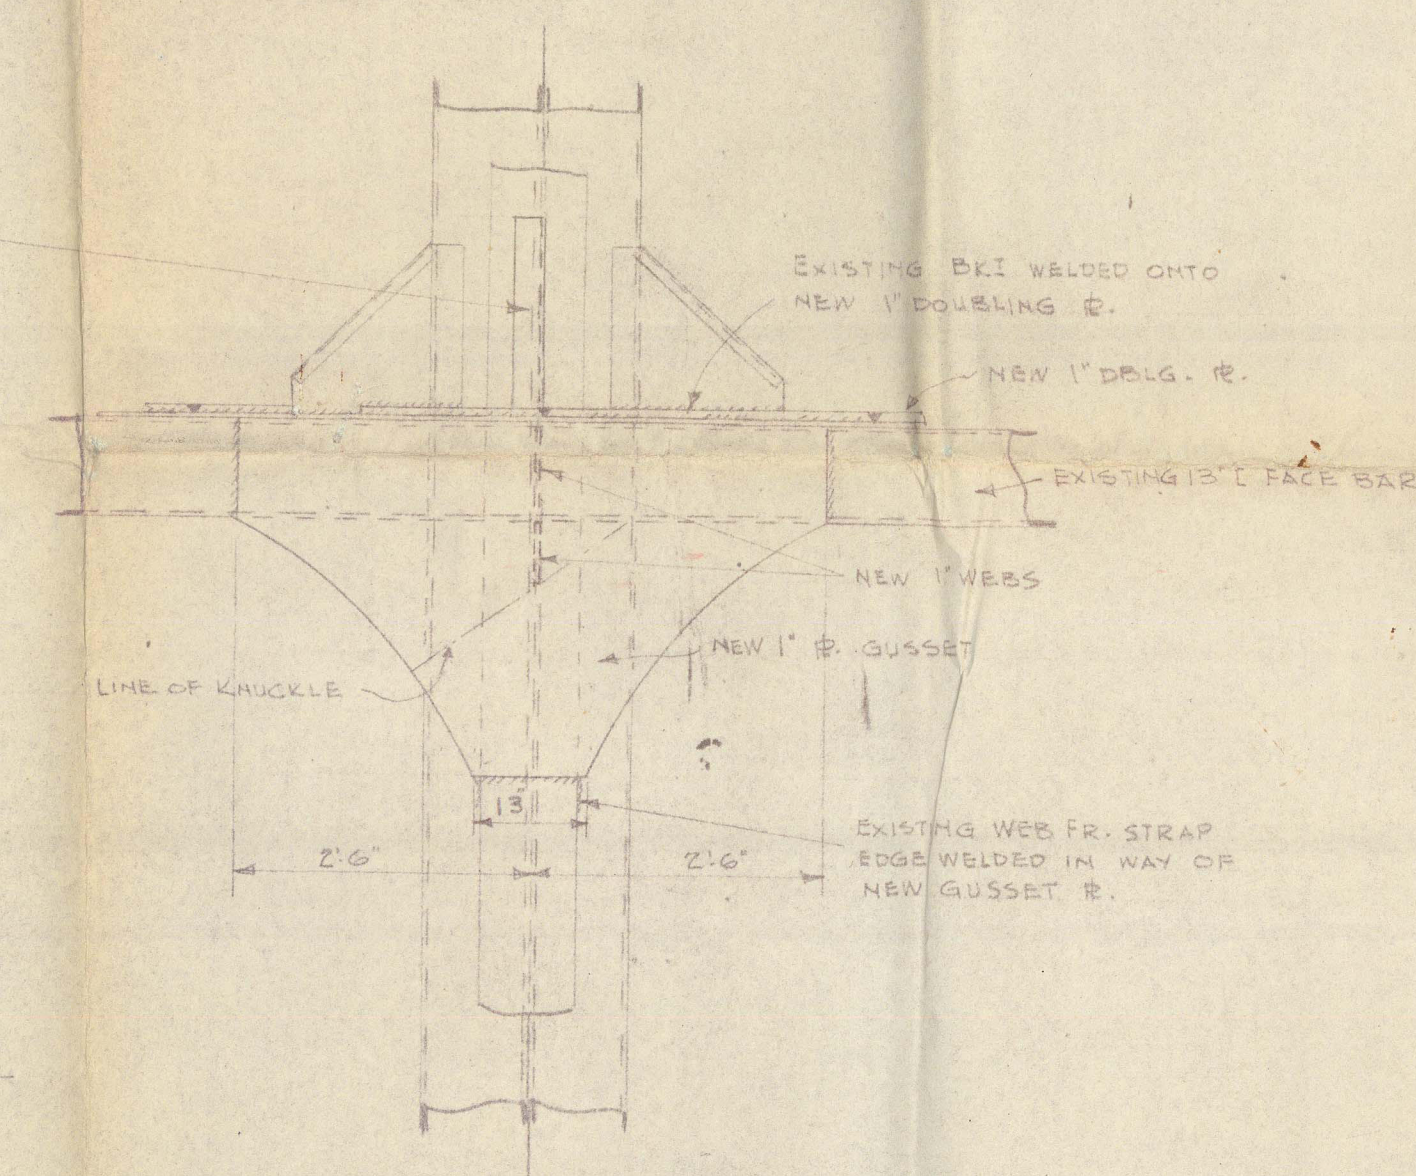 EXISTING BKT WELDED ONTO
NEW 1" DOUBLING ⅊.
NEW 1" DBLG. ⅊.
EXISTING 13" [ FACE BAR
NEW 1" WEBS
NEW 1" ⅊. GUSSET
LINE OF KNUCKLE
13"
EXISTING WEB FR. STRAP
EDGE WELDED IN WAY OF
NEW GUSSET ⅊.
2'.6"
2'.6"